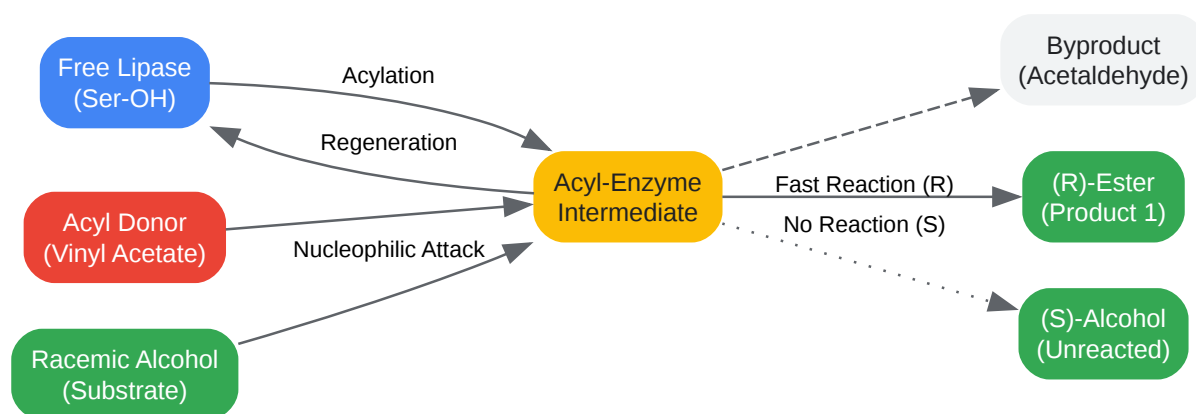 Free Lipase
(Ser-OH)
Acylation
Regeneration
Acyl Donor
(Vinyl Acetate)
Nucleophilic Attack
Racemic Alcohol
(Substrate)
Acyl-Enzyme
Intermediate
Byproduct
(Acetaldehyde)
Fast Reaction (R)
(R)-Ester
(Product 1)
No Reaction (S)
(S)-Alcohol
(Unreacted)